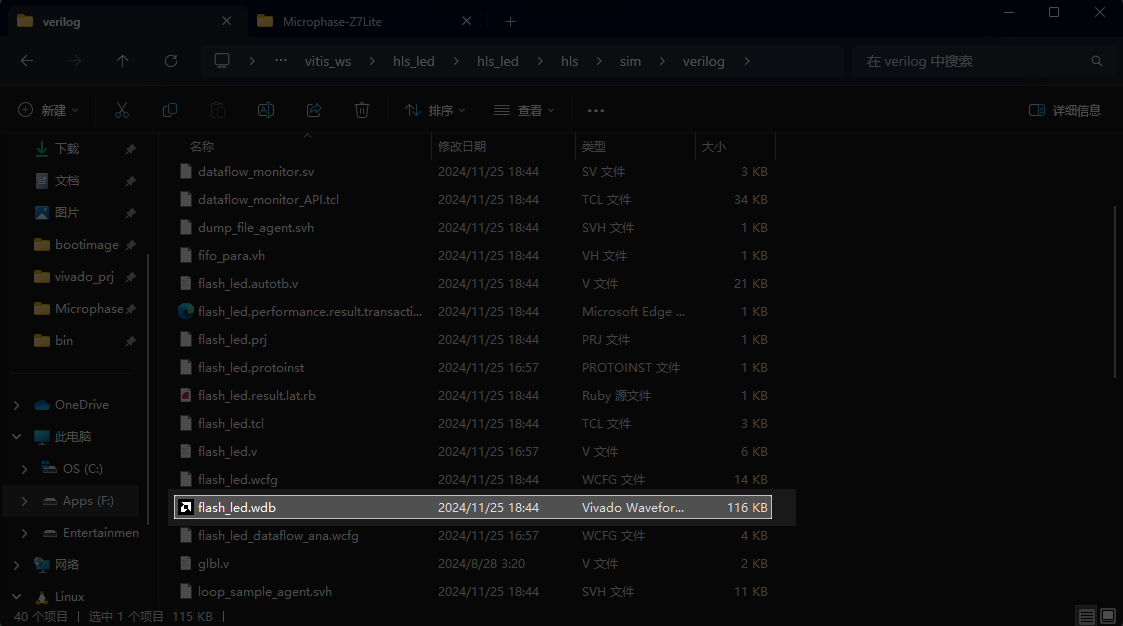 verilog
Microphase-Z7Lite
vitis_ws
hls_led
hls_led
hls
sim
verilog
在 verilog 中搜索
新建
排序
查看
详细信息
下载
文档
图片
bootimage
vivado_prj
Microphase
bin
OneDrive
此电脑
OS (C:)
Apps (F:)
Entertainmen
网络
Linux
名称 修改日期 类型 大小
dataflow_monitor.sv 2024/11/25 18:44 SV 文件 3 KB
dataflow_monitor_API.tcl 2024/11/25 18:44 TCL 文件 34 KB
dump_file_agent.svh 2024/11/25 18:44 SVH 文件 1 KB
fifo_para.vh 2024/11/25 18:44 VH 文件 1 KB
flash_led.autotb.v 2024/11/25 18:44 V 文件 21 KB
flash_led.performance.result.transacti... 2024/11/25 18:44 Microsoft Edge ... 1 KB
flash_led.prj 2024/11/25 18:44 PRJ 文件 1 KB
flash_led.protoinst 2024/11/25 16:57 PROTOINST 文件 1 KB
flash_led.result.lat.rb 2024/11/25 18:44 Ruby 源文件 1 KB
flash_led.tcl 2024/11/25 18:44 TCL 文件 3 KB
flash_led.v 2024/11/25 16:57 V 文件 6 KB
flash_led.wcfg 2024/11/25 18:44 WCFG 文件 14 KB
flash_led.wdb 2024/11/25 18:44 Vivado Wavefor... 116 KB
flash_led_dataflow_ana.wcfg 2024/11/25 16:57 WCFG 文件 4 KB
glbl.v 2024/8/28 3:20 V 文件 2 KB
loop_sample_agent.svh 2024/11/25 18:44 SVH 文件 11 KB
40 个项目 选中 1 个项目 115 KB